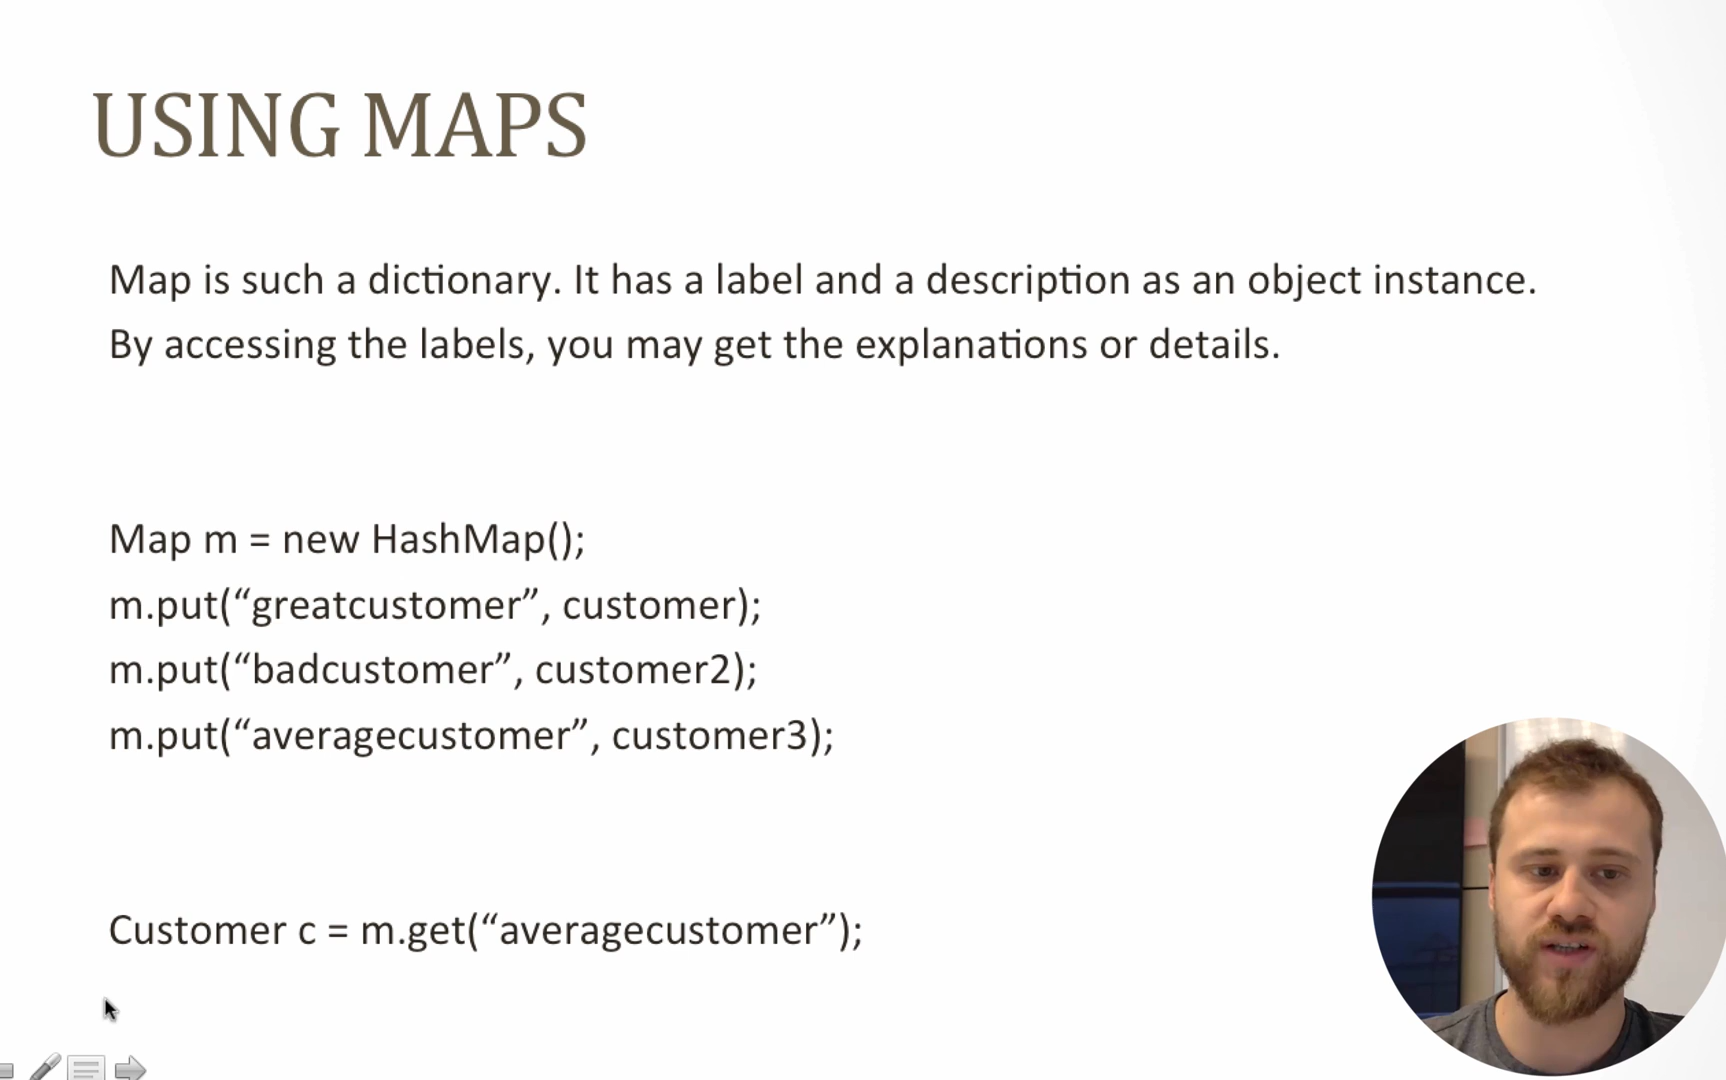 USING MAPS
Map is such a dictionary. It has a label and a description as an object instance.
By accessing the labels, you may get the explanations or details.
Map m = new HashMap();
m.put(“greatcustomer”, customer);
m.put(“badcustomer”, customer2);
m.put(“averagecustomer”, customer3);
Customer c = m.get(“averagecustomer”);